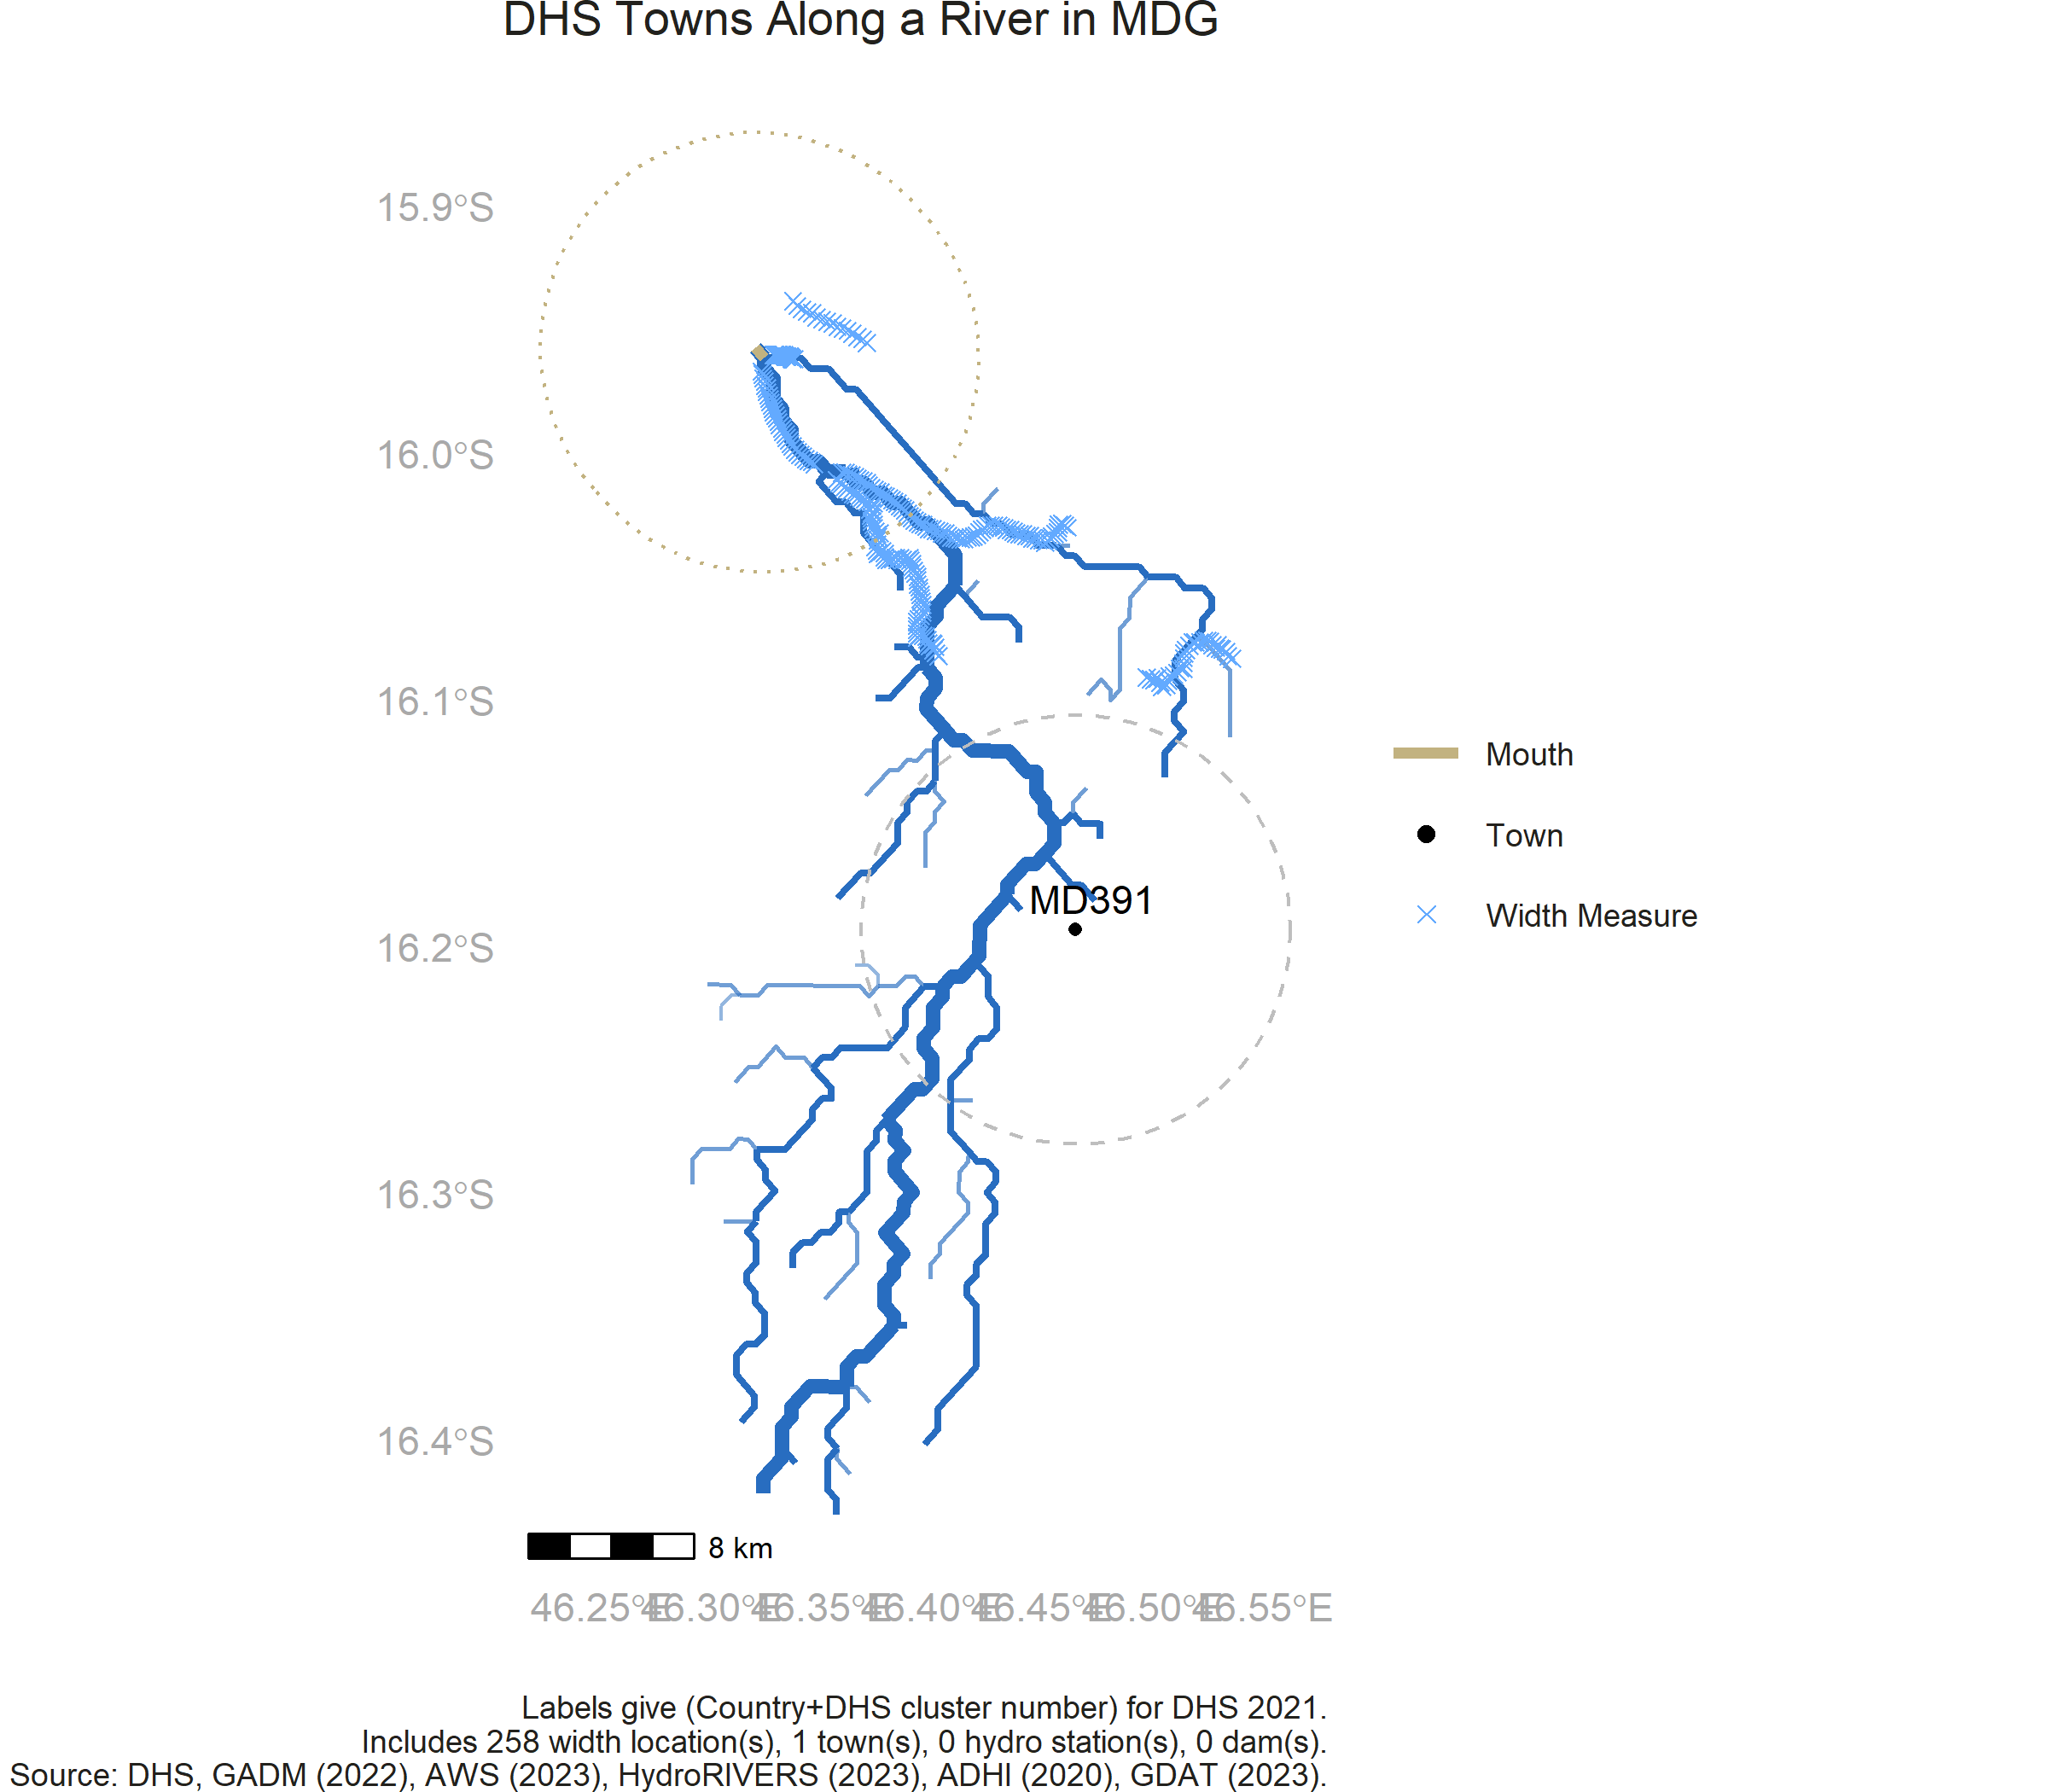 DHS Towns Along a River in MDG
15.9°S
16.0°S
16.1°S
16.2°S
16.3°S
16.4°S
MD391
Mouth
Town
Width Measure
8 km
46.25°E 46.30°E 46.35°E 46.40°E 46.45°E 46.50°E 46.55°E
Labels give (Country+DHS cluster number) for DHS 2021.
Includes 258 width location(s), 1 town(s), 0 hydro station(s), 0 dam(s).
Source: DHS, GADM (2022), AWS (2023), HydroRIVERS (2023), ADHI (2020), GDAT (2023).